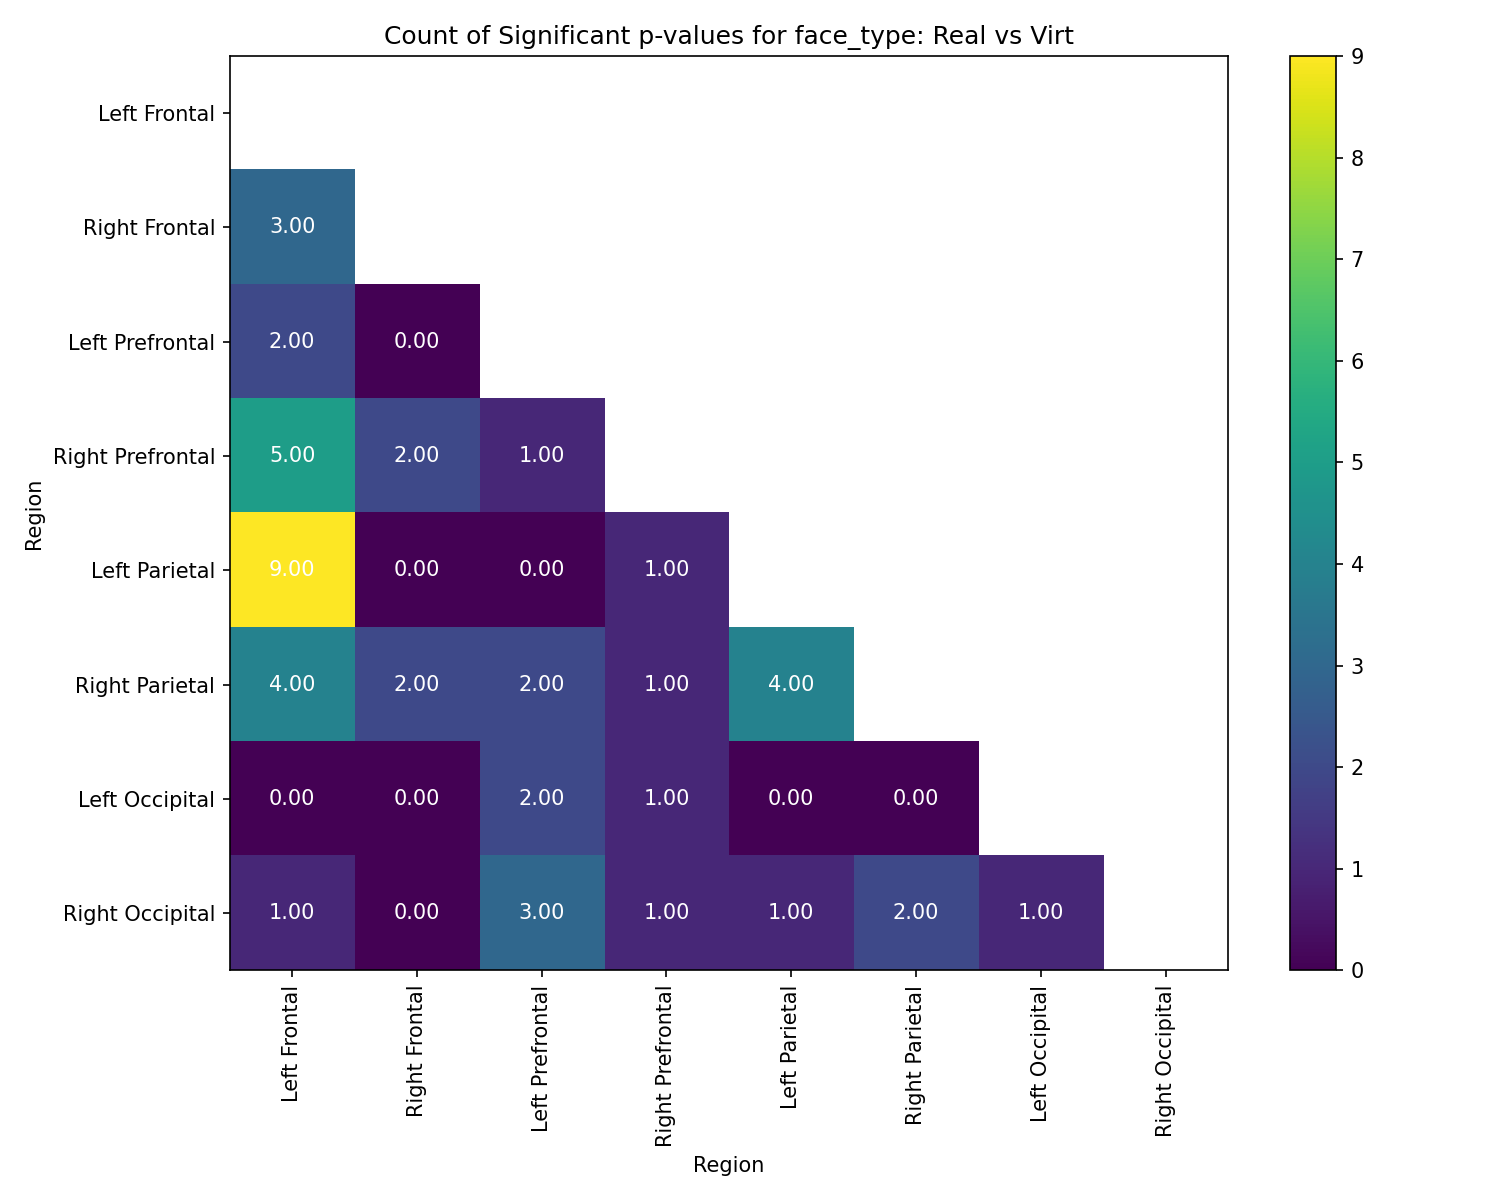 Count of Significant p-values for face_type: Real vs Virt
Left Frontal
Right Frontal 3.00
Left Prefrontal 2.00 0.00
Right Prefrontal 5.00 2.00 1.00
Left Parietal 9.00 0.00 0.00 1.00
Right Parietal 4.00 2.00 2.00 1.00 4.00
Left Occipital 0.00 0.00 2.00 1.00 0.00 0.00
Right Occipital 1.00 0.00 3.00 1.00 1.00 2.00 1.00
Region
Left Frontal
Right Frontal
Left Prefrontal
Right Prefrontal
Left Parietal
Right Parietal
Left Occipital
Right Occipital
Region
9
8
7
6
5
4
3
2
1
0